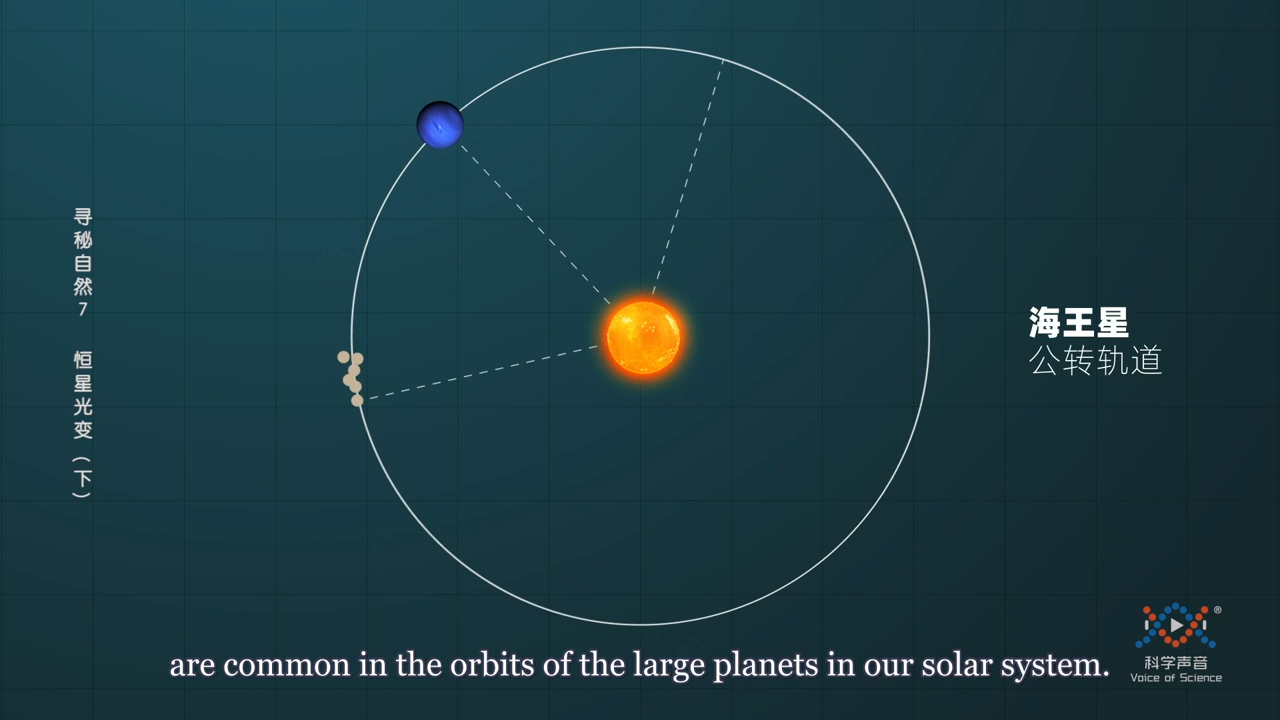 寻秘自然7 恒星光变（下）
海王星
公转轨道
are common in the orbits of the large planets in our solar system.
®
科学声音
Voice of Science